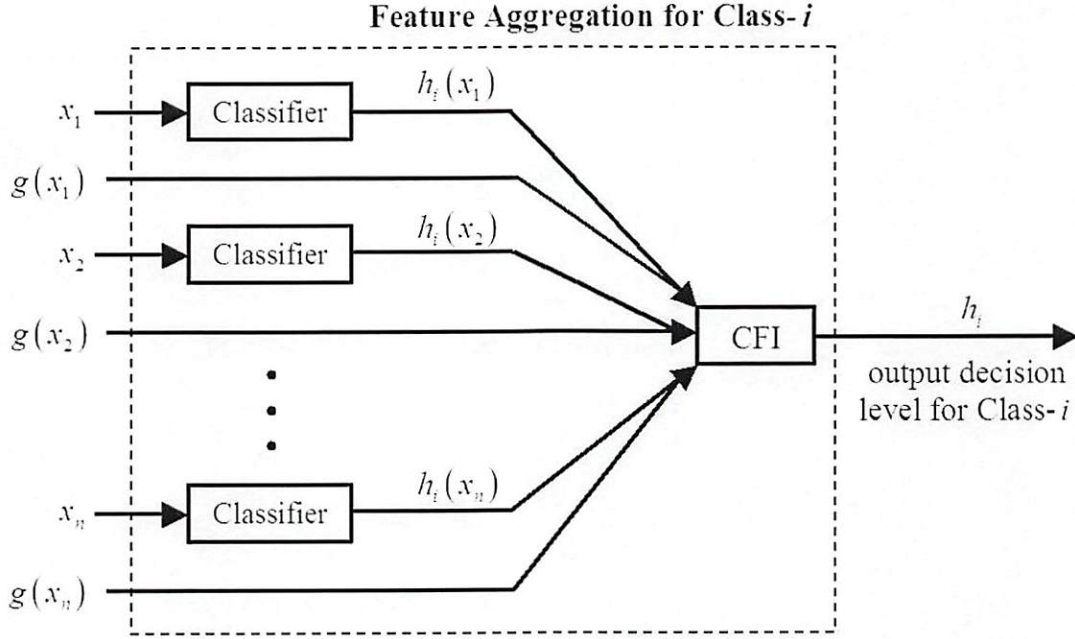 Feature Aggregation for Class-i
x₁
Classifier
hᵢ(x₁)
g(x₁)
x₂
Classifier
hᵢ(x₂)
g(x₂)
CFI
hᵢ
output decision
level for Class-i
xₙ
Classifier
hᵢ(xₙ)
g(xₙ)